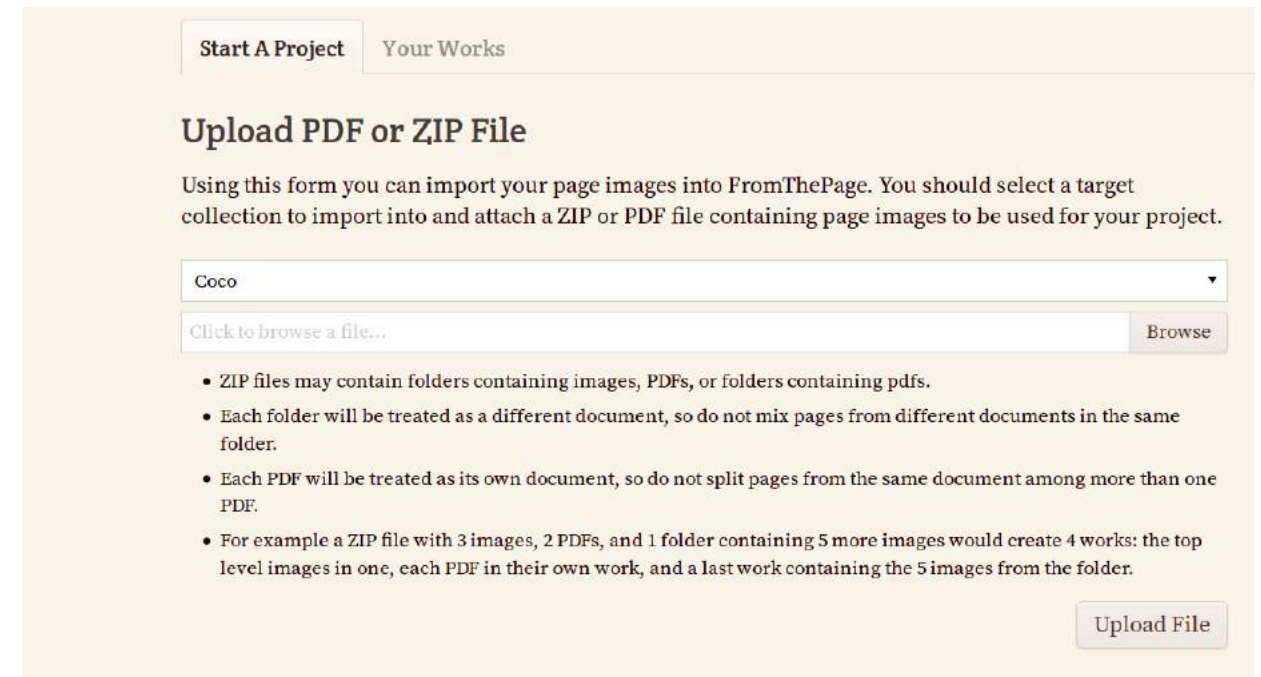 Start A Project Your Works
Upload PDF or ZIP File
Using this form you can import your page images into FromThePage. You should select a target
collection to import into and attach a ZIP or PDF file containing page images to be used for your project.
Coco
Click to browse a file... Browse
• ZIP files may contain folders containing images, PDFs, or folders containing pdfs.
• Each folder will be treated as a different document, so do not mix pages from different documents in the same
folder.
• Each PDF will be treated as its own document, so do not split pages from the same document among more than one
PDF.
• For example a ZIP file with 3 images, 2 PDFs, and 1 folder containing 5 more images would create 4 works: the top
level images in one, each PDF in their own work, and a last work containing the 5 images from the folder.
Upload File